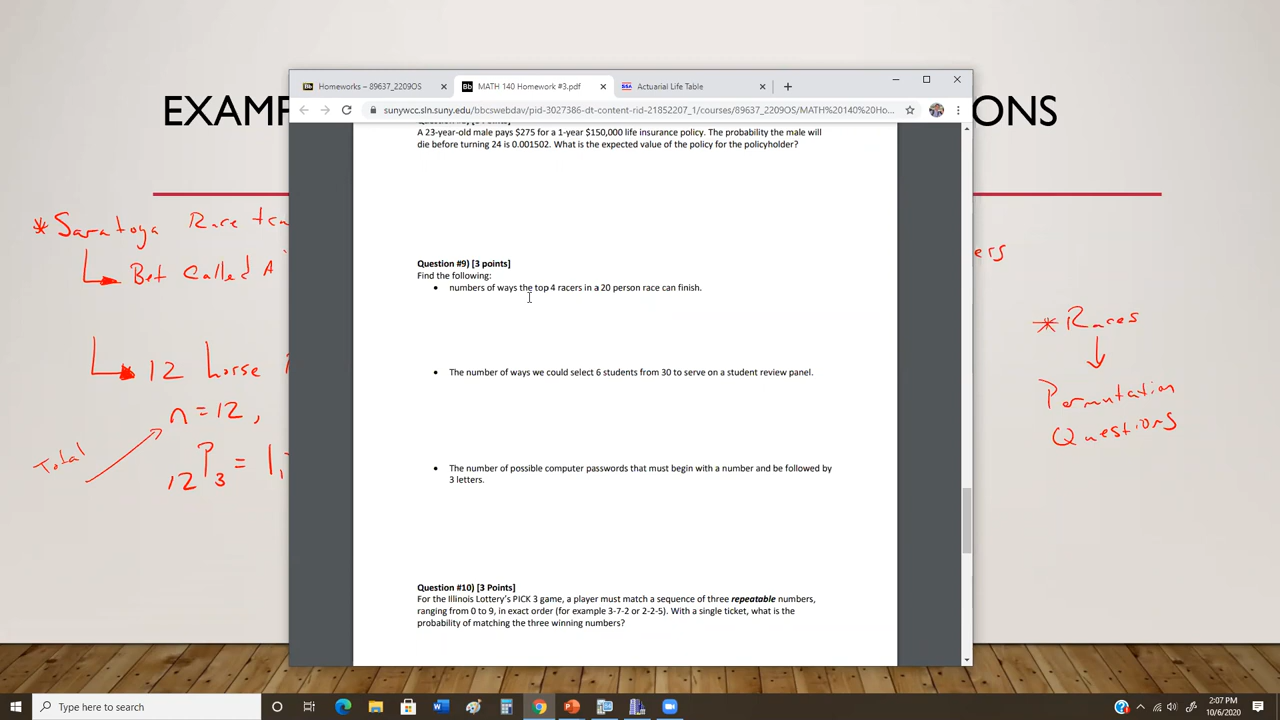 EXAMP
ONS
Homeworks – 89637_2209OS
MATH 140 Homework #3.pdf
Actuarial Life Table
sunywcc.sln.suny.edu/bbcswebdav/pid-3027386-dt-content-rid-21852207_1/courses/89637_2209OS/MATH%20140%20Ho...
A 23-year-old male pays $275 for a 1-year $150,000 life insurance policy. The probability the male will
die before turning 24 is 0.001502. What is the expected value of the policy for the policyholder?
Question #9) [3 points]
Find the following:
• numbers of ways the top 4 racers in a 20 person race can finish.
• The number of ways we could select 6 students from 30 to serve on a student review panel.
• The number of possible computer passwords that must begin with a number and be followed by
3 letters.
Question #10) [3 Points]
For the Illinois Lottery's PICK 3 game, a player must match a sequence of three repeatable numbers,
ranging from 0 to 9, in exact order (for example 3-7-2 or 2-2-5). With a single ticket, what is the
probability of matching the three winning numbers?
* Saratoga Race trac
Bet Called A
12 horse
n = 12,
Total
12P3 = 1,
ers
* Races
Permutation
Questions
Type here to search
2:07 PM
10/6/2020